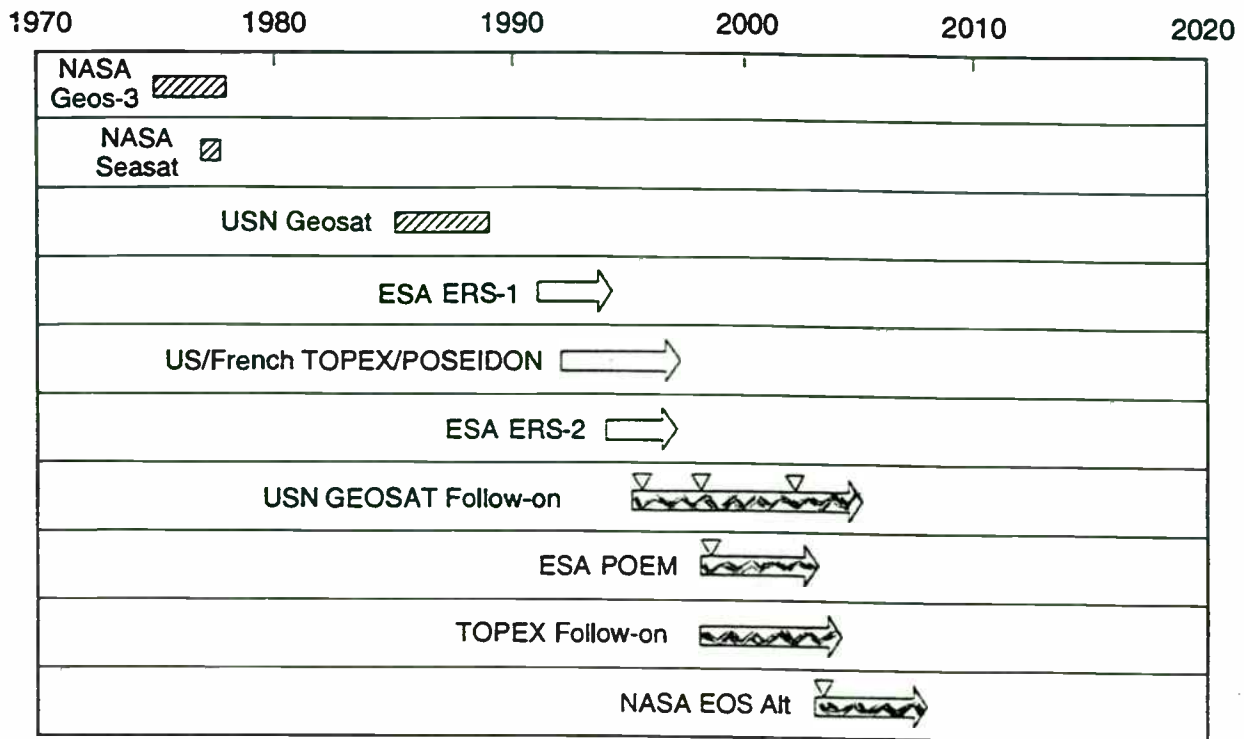 1970 1980 1990 2000 2010 2020
NASA
Geos-3
NASA
Seasat
USN Geosat
ESA ERS-1
US/French TOPEX/POSEIDON
ESA ERS-2
USN GEOSAT Follow-on
ESA POEM
TOPEX Follow-on
NASA EOS Alt